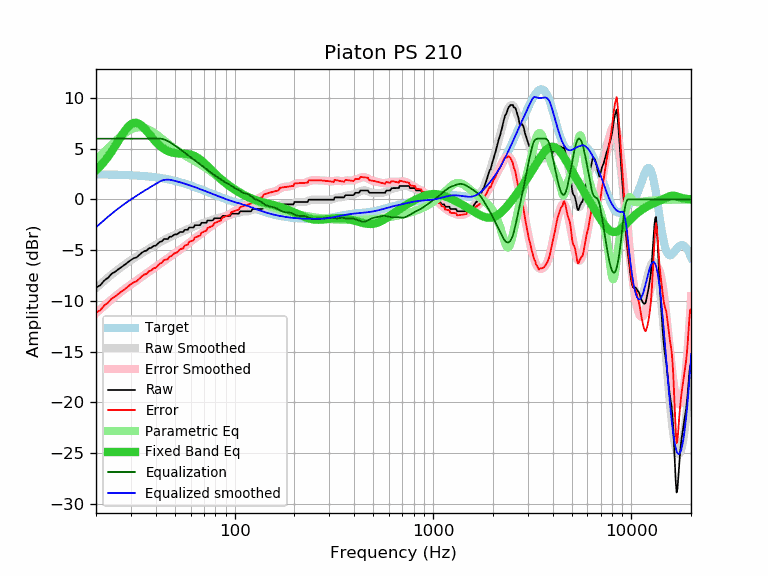 Piaton PS 210
10
5
0
−5
−10
−15
−20
−25
−30
Amplitude (dBr)
Target
Raw Smoothed
Error Smoothed
Raw
Error
Parametric Eq
Fixed Band Eq
Equalization
Equalized smoothed
100
1000
10000
Frequency (Hz)